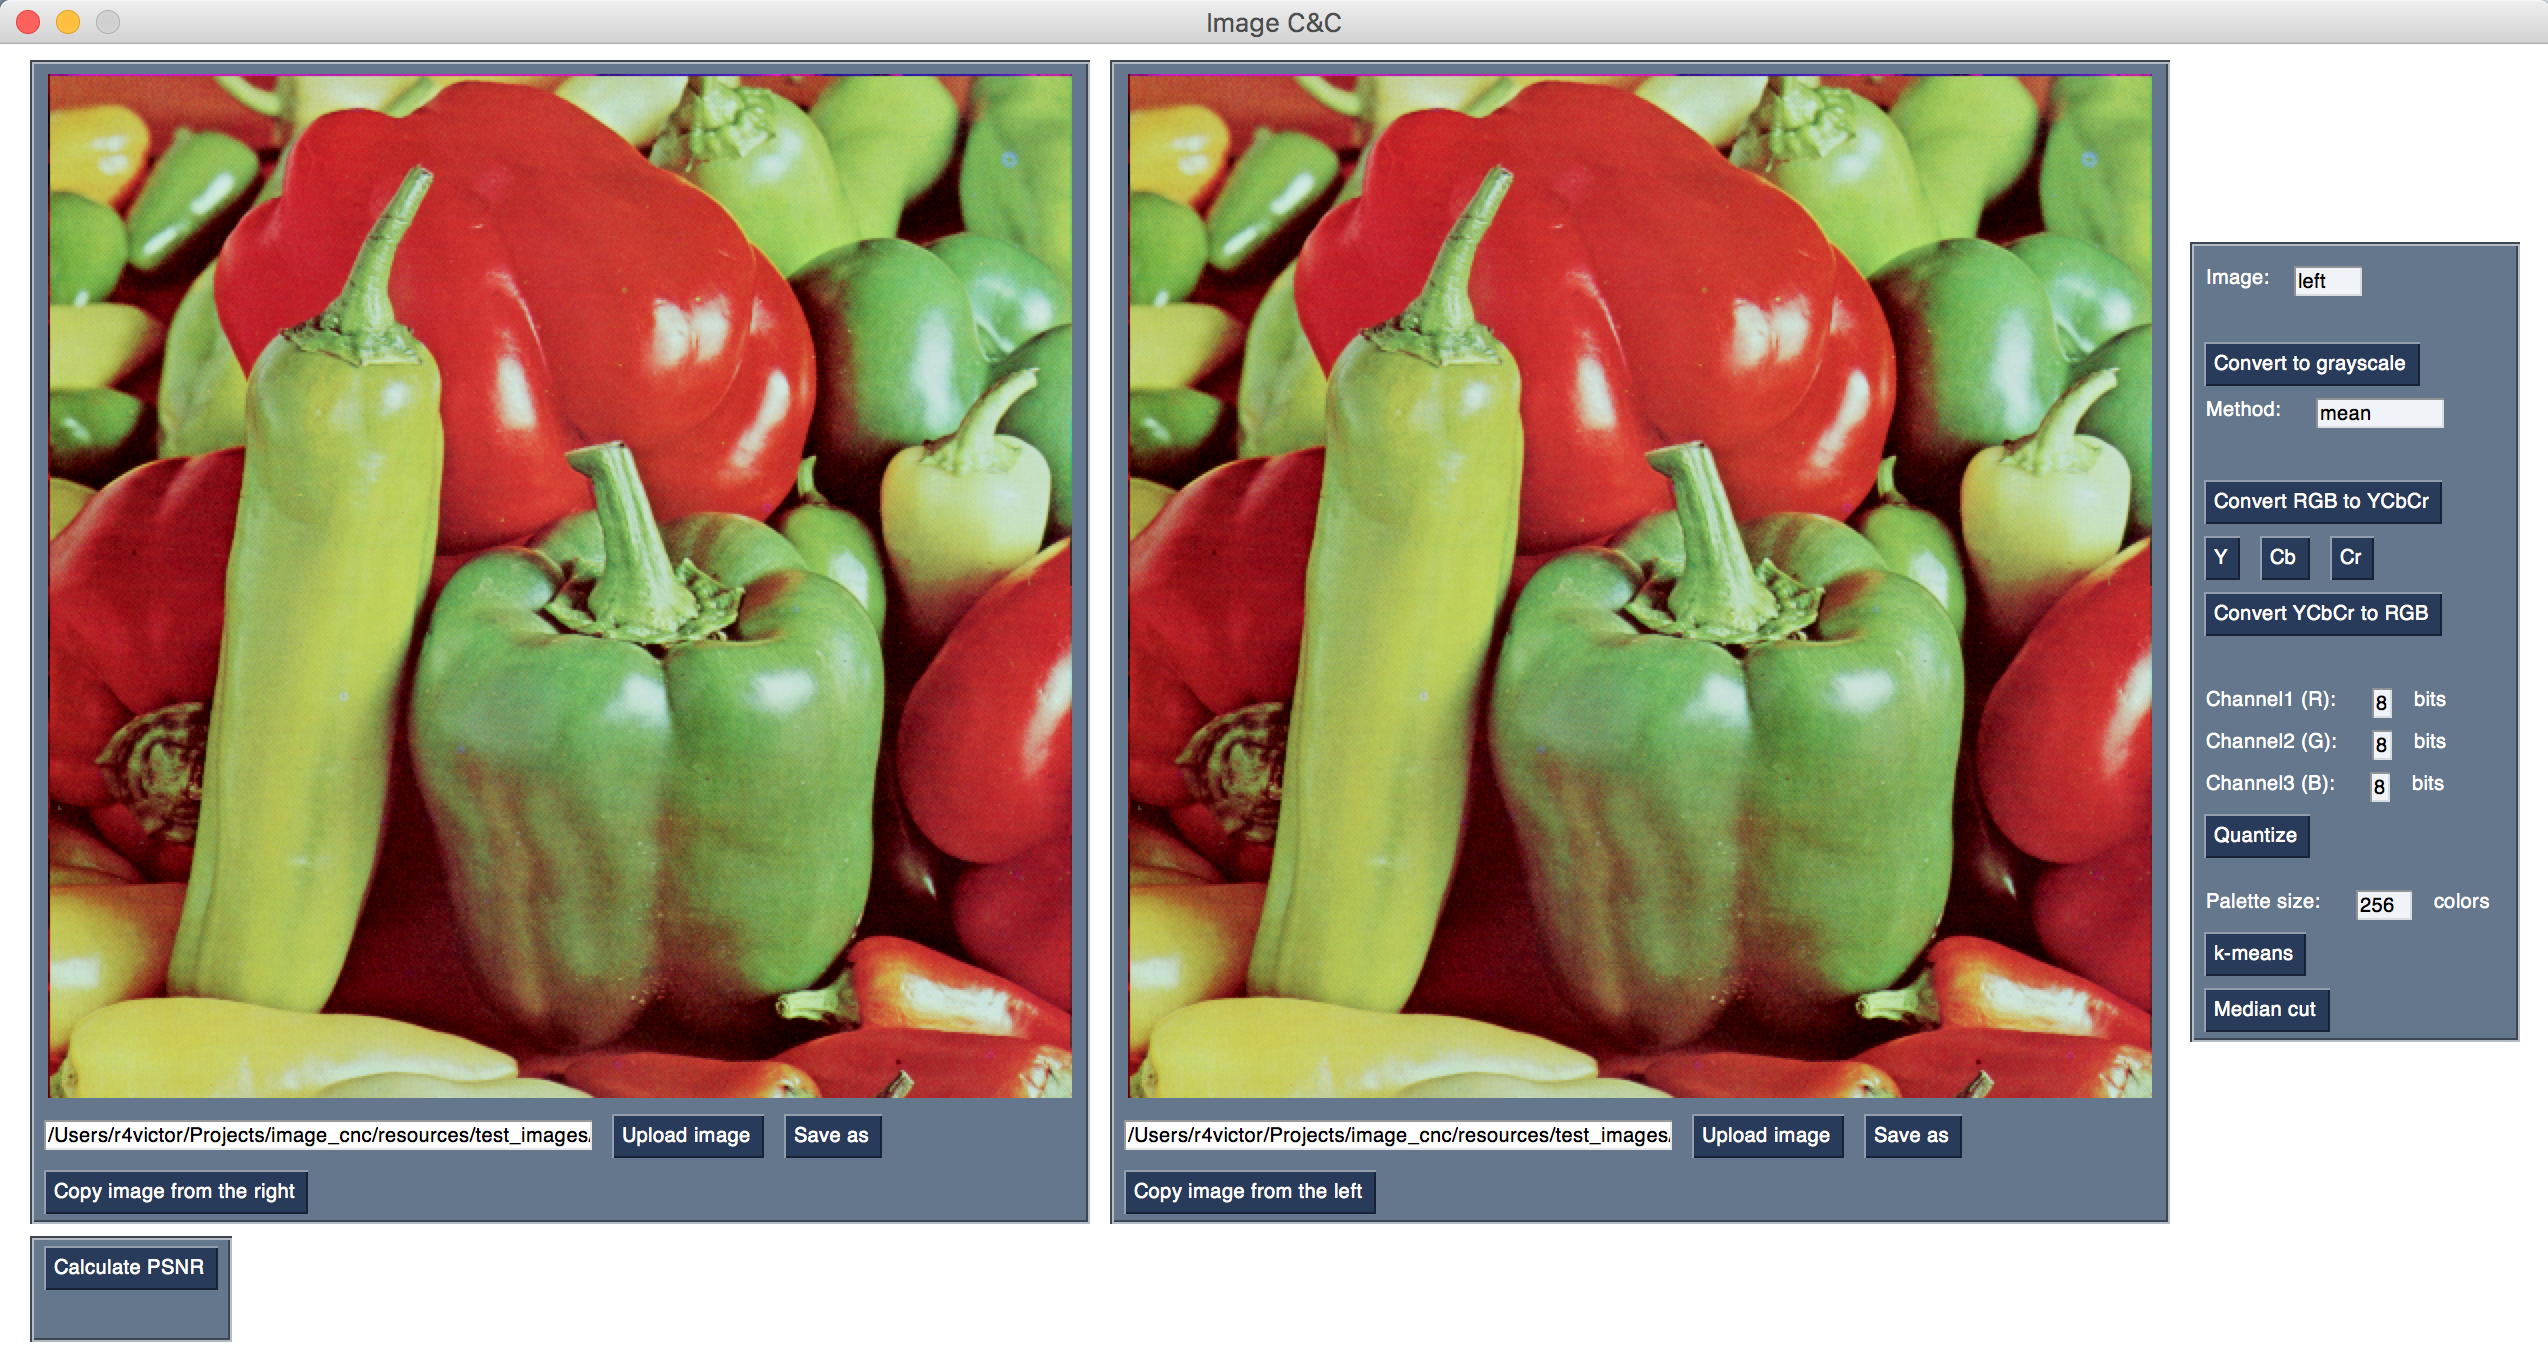 Image C&C
/Users/r4victor/Projects/image_cnc/resources/test_images/
Upload image
Save as
Copy image from the right
/Users/r4victor/Projects/image_cnc/resources/test_images/
Upload image
Save as
Copy image from the left
Calculate PSNR
Image: left
Convert to grayscale
Method: mean
Convert RGB to YCbCr
Y Cb Cr
Convert YCbCr to RGB
Channel1 (R): 8 bits
Channel2 (G): 8 bits
Channel3 (B): 8 bits
Quantize
Palette size: 256 colors
k-means
Median cut